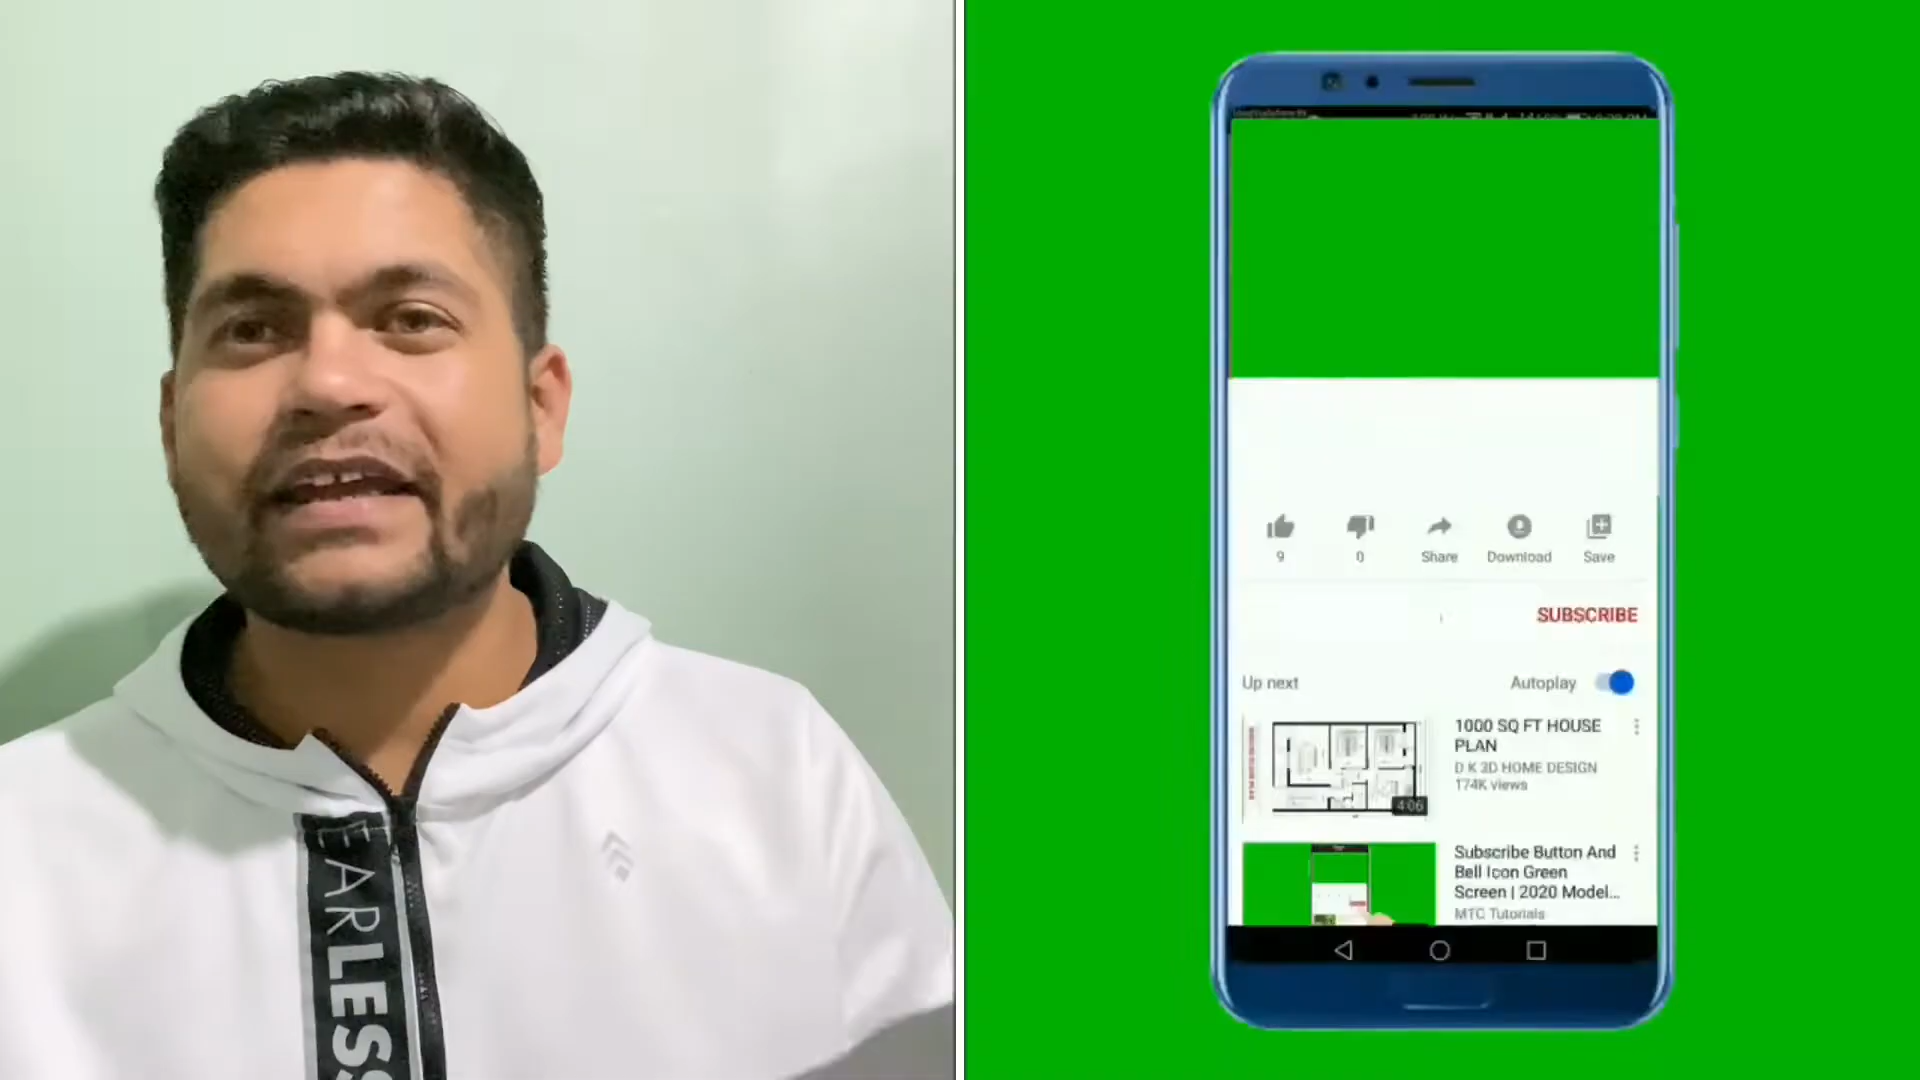 EARLESS
9
0
Share
Download
Save
SUBSCRIBE
Up next
Autoplay
1000 SQ FT HOUSE
PLAN
D K 3D HOME DESIGN
174K views
4:06
Subscribe Button And
Bell Icon Green
Screen | 2020 Model...
MTC Tutorials